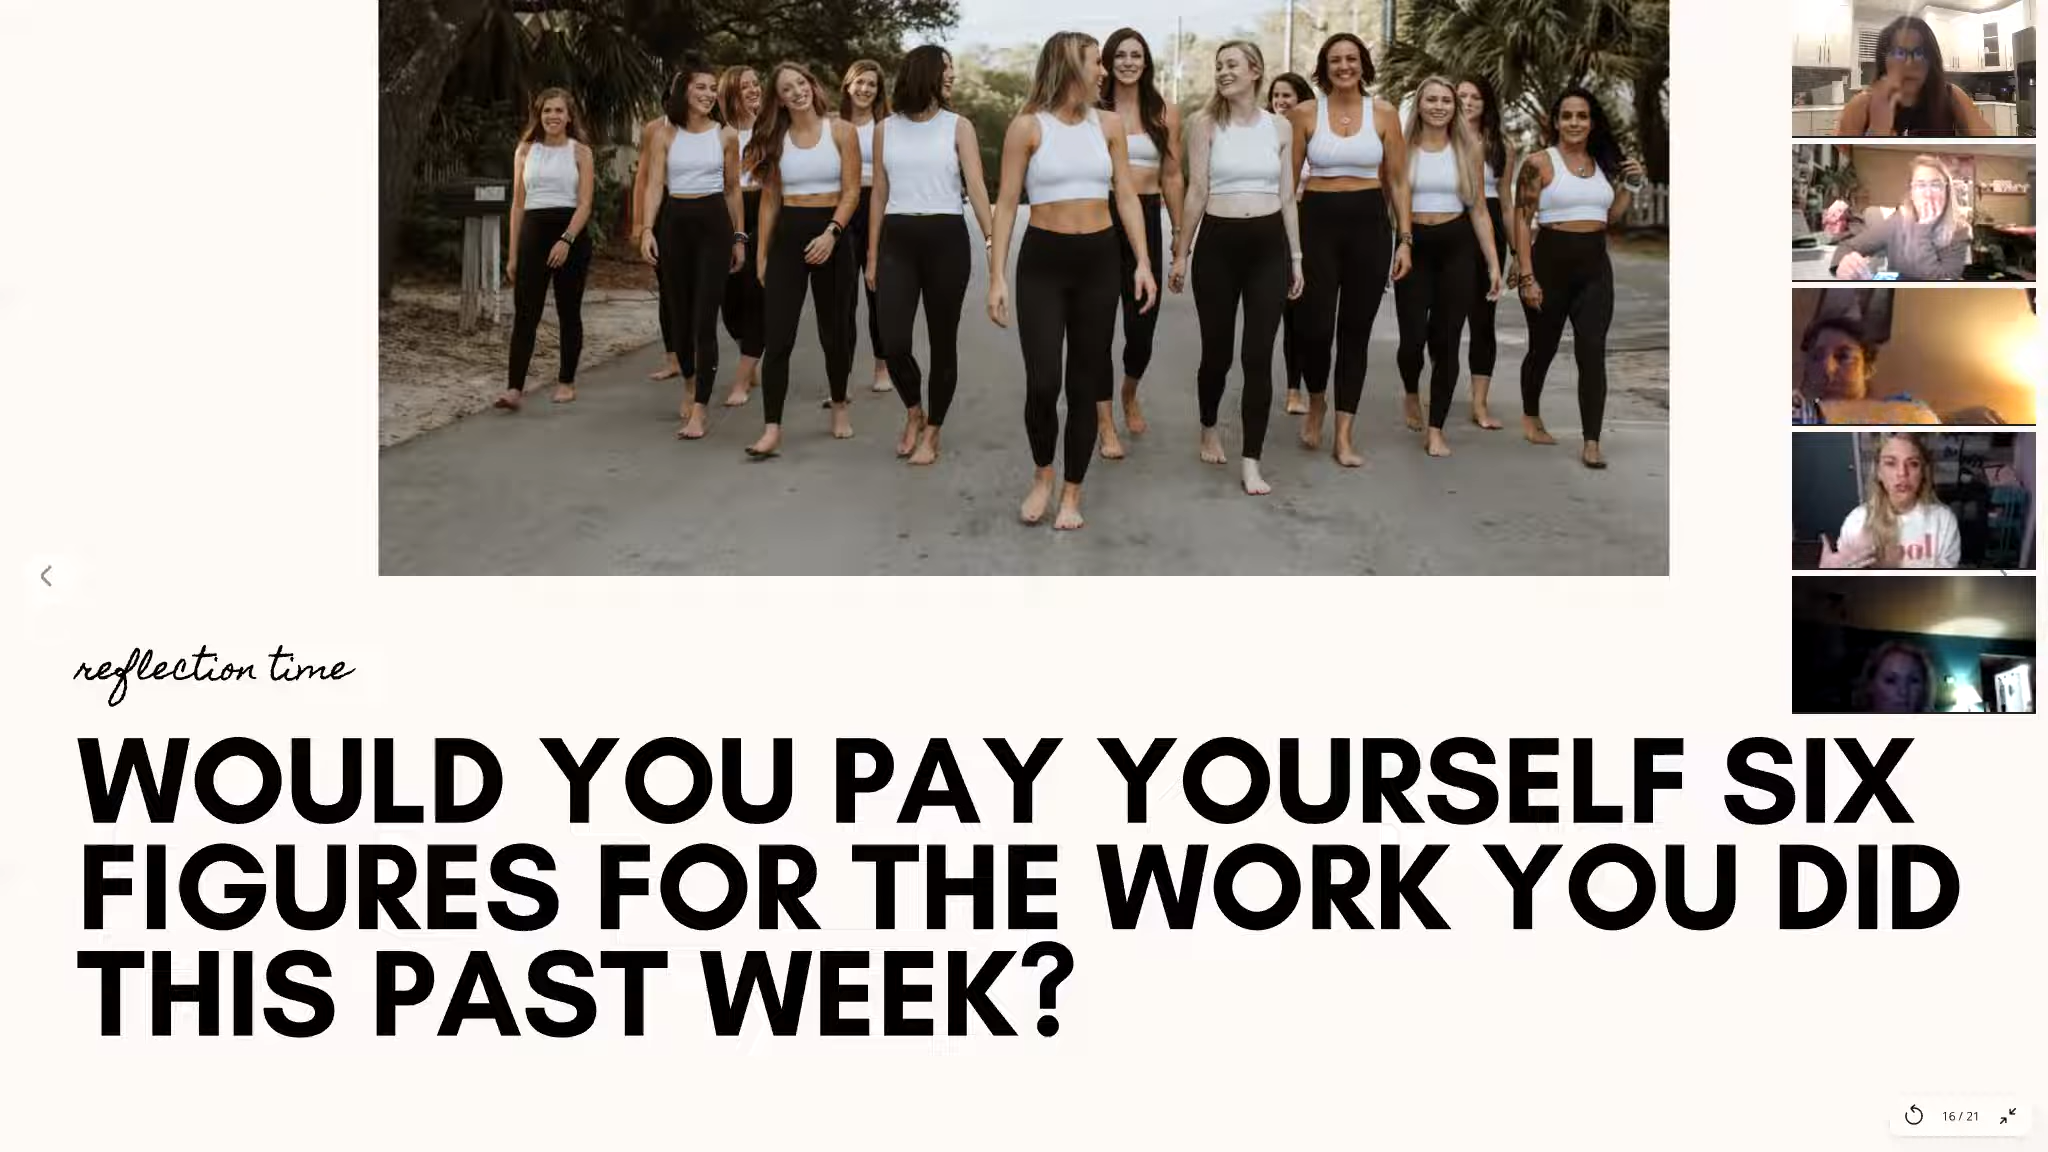 reflection time
WOULD YOU PAY YOURSELF SIX
FIGURES FOR THE WORK YOU DID
THIS PAST WEEK?
16 / 21